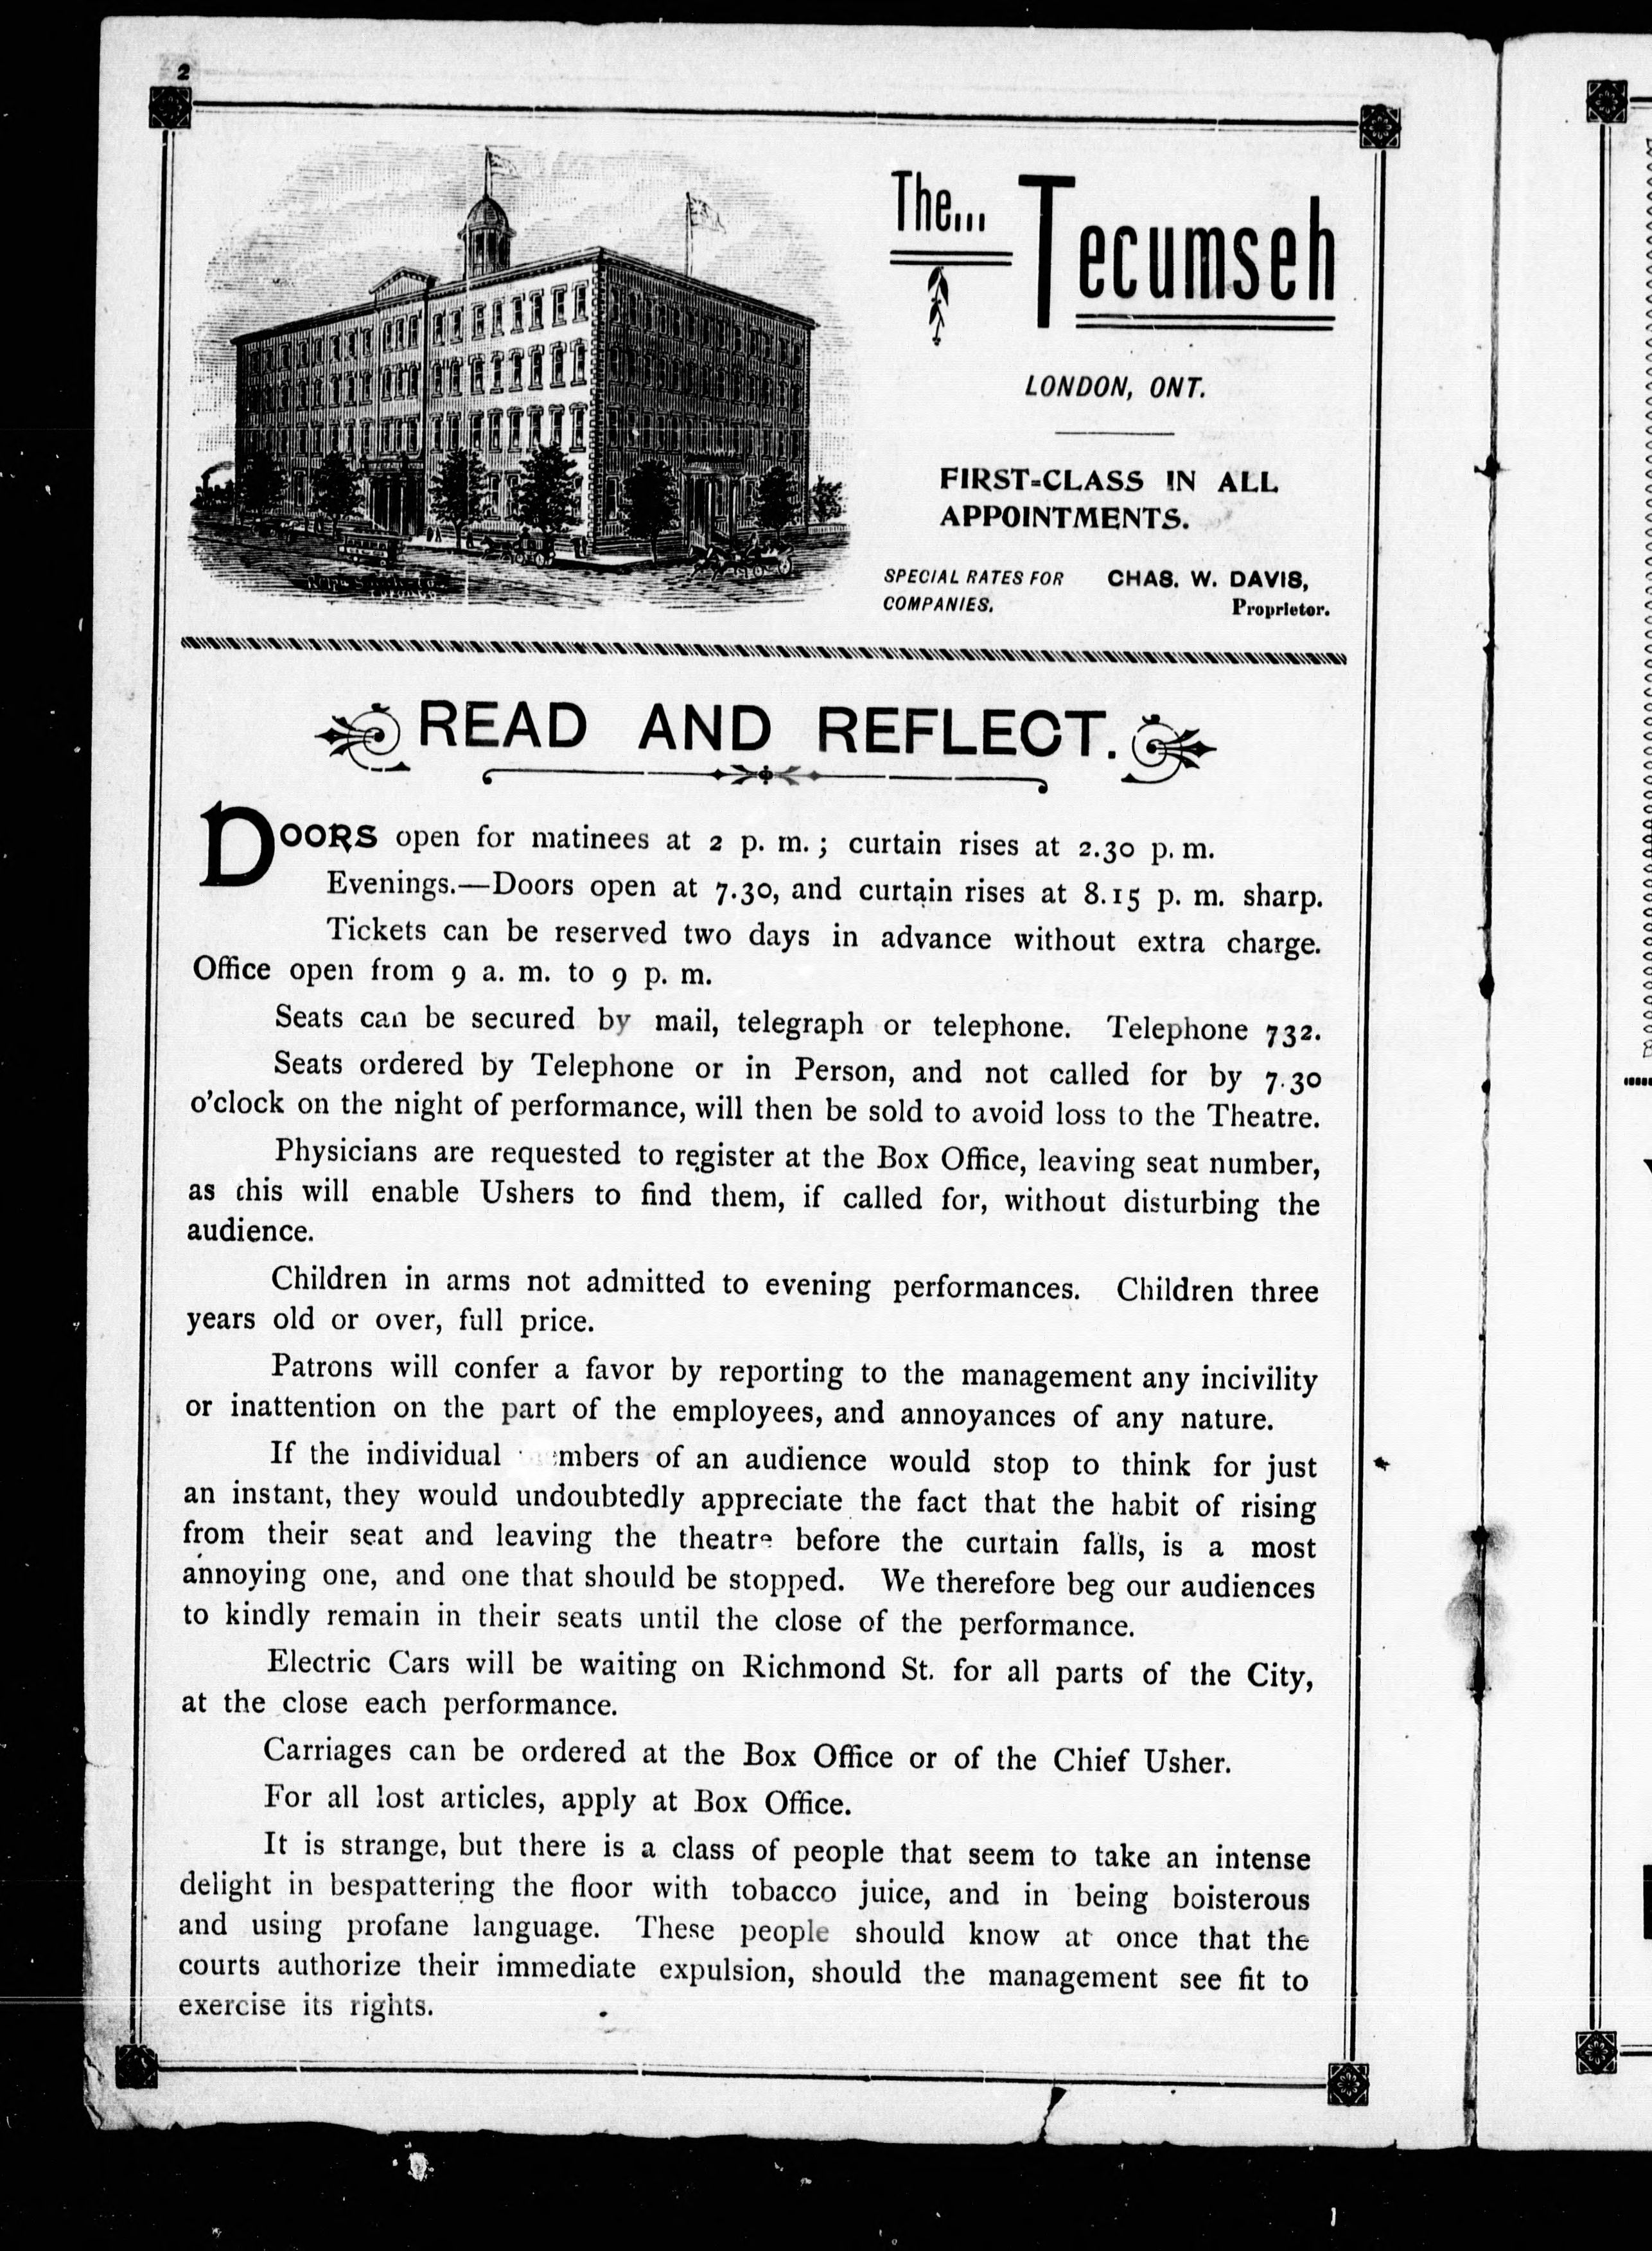 2
The... Tecumseh
LONDON, ONT.
FIRST-CLASS IN ALL
APPOINTMENTS.
SPECIAL RATES FOR
COMPANIES.
CHAS. W. DAVIS,
Proprietor.
READ AND REFLECT.
DOORS open for matinees at 2 p. m. ; curtain rises at 2.30 p. m.
Evenings.—Doors open at 7.30, and curtain rises at 8.15 p. m. sharp.
Tickets can be reserved two days in advance without extra charge.
Office open from 9 a. m. to 9 p. m.
Seats can be secured by mail, telegraph or telephone. Telephone 732.
Seats ordered by Telephone or in Person, and not called for by 7.30
o'clock on the night of performance, will then be sold to avoid loss to the Theatre.
Physicians are requested to register at the Box Office, leaving seat number,
as this will enable Ushers to find them, if called for, without disturbing the
audience.
Children in arms not admitted to evening performances. Children three
years old or over, full price.
Patrons will confer a favor by reporting to the management any incivility
or inattention on the part of the employees, and annoyances of any nature.
If the individual members of an audience would stop to think for just
an instant, they would undoubtedly appreciate the fact that the habit of rising
from their seat and leaving the theatre before the curtain falls, is a most
annoying one, and one that should be stopped. We therefore beg our audiences
to kindly remain in their seats until the close of the performance.
Electric Cars will be waiting on Richmond St. for all parts of the City,
at the close each performance.
Carriages can be ordered at the Box Office or of the Chief Usher.
For all lost articles, apply at Box Office.
It is strange, but there is a class of people that seem to take an intense
delight in bespattering the floor with tobacco juice, and in being boisterous
and using profane language. These people should know at once that the
courts authorize their immediate expulsion, should the management see fit to
exercise its rights.